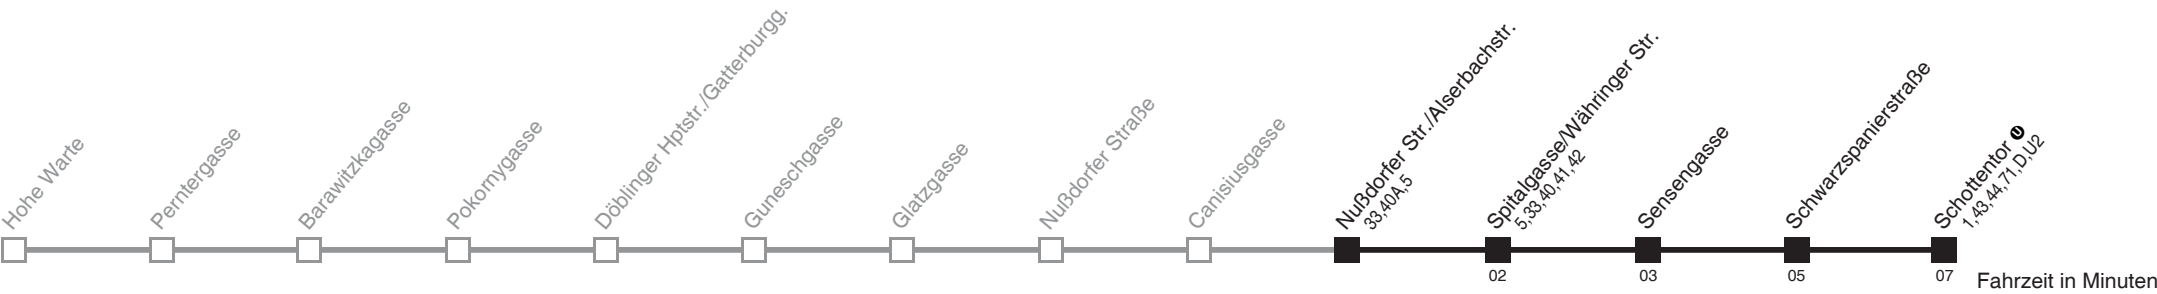 Hohe Warte
Perntergasse
Barawitzkagasse
Pokornygasse
Döblinger Hptstr./Gatterburgg.
Guneschgasse
Glatzgasse
Nußdorfer Straße
Canisiusgasse
Nußdorfer Str./Alserbachstr.
33,40A,5
Spitalgasse/Währinger Str.
5,33,40,41,42
Sensengasse
Schwarzspanierstraße
Schottentor U
1,43,44,71,D,U2
02
03
05
07
Fahrzeit in Minuten